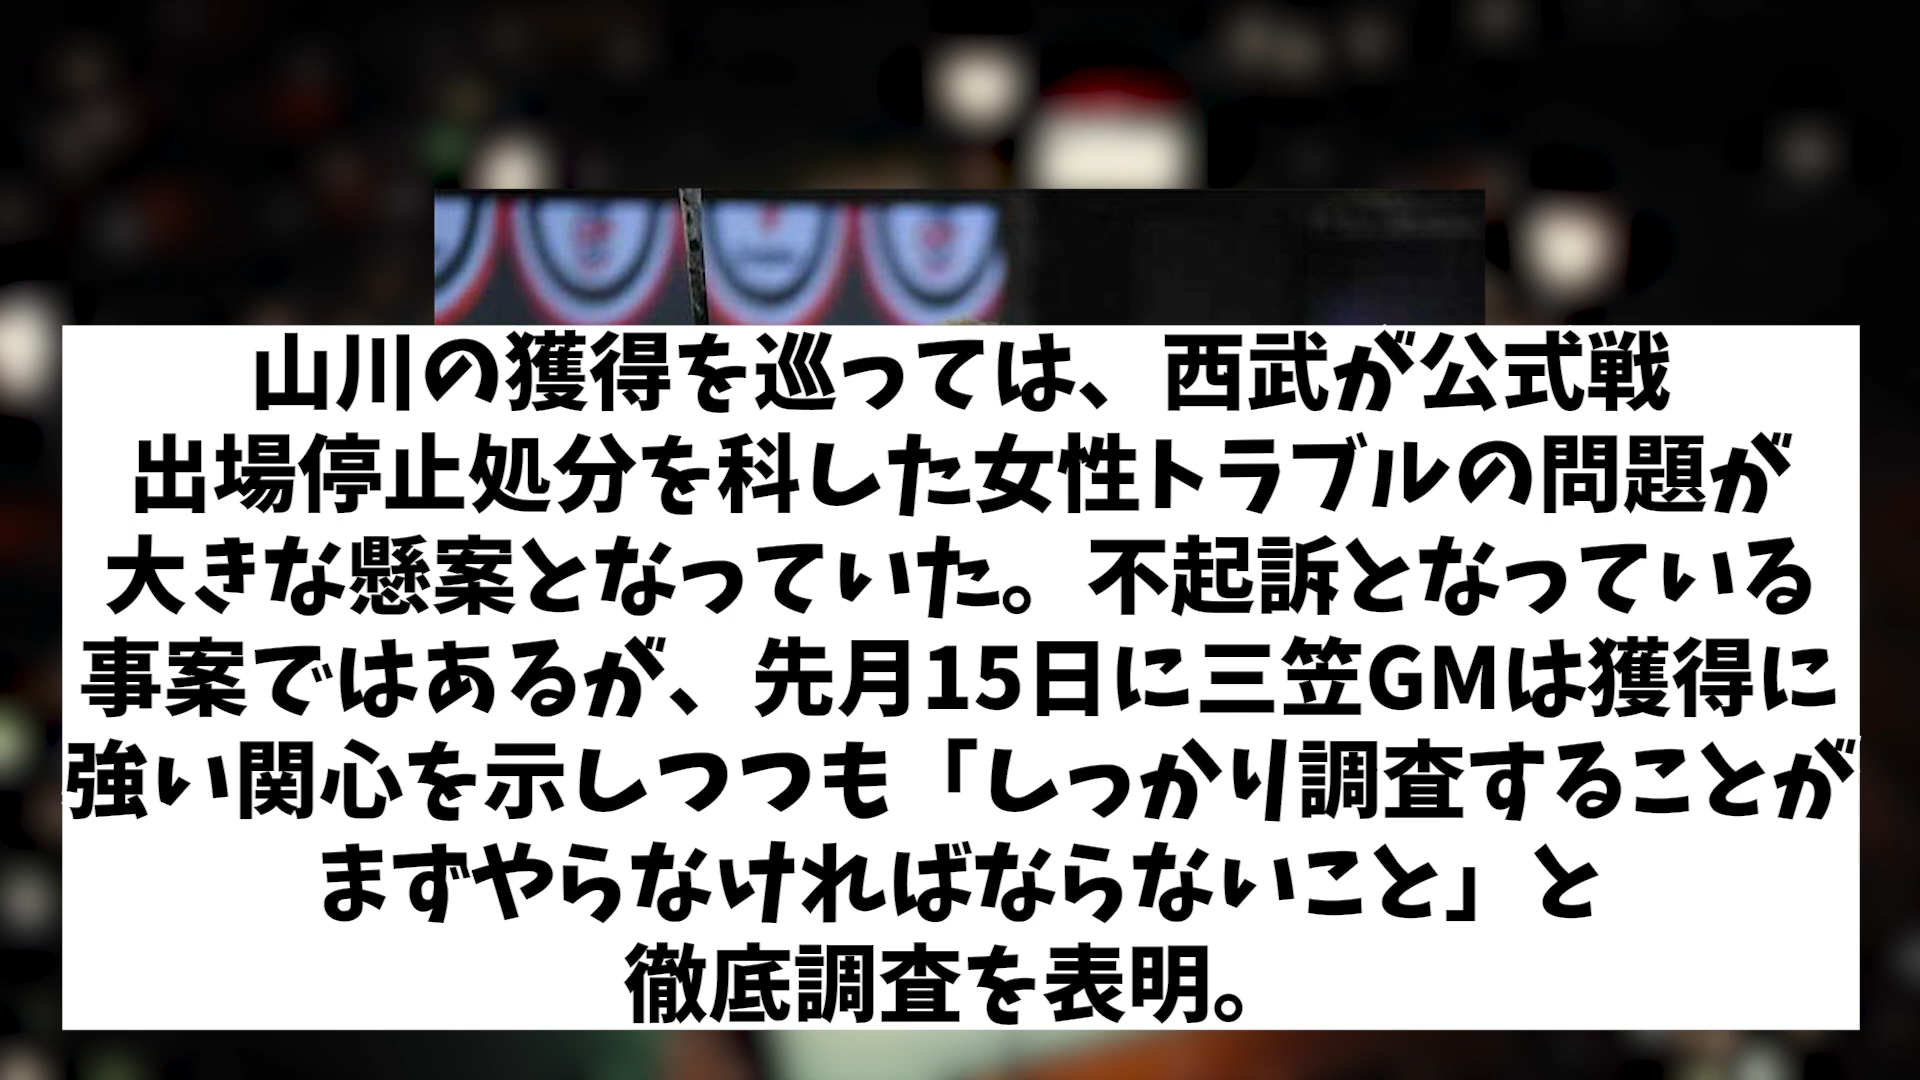 山川の獲得を巡っては、西武が公式戦
出場停止処分を科した女性トラブルの問題が
大きな懸案となっていた。不起訴となっている
事案ではあるが、先月15日に三笠GMは獲得に
強い関心を示しつつも「しっかり調査することが
まずやらなければならないこと」と
徹底調査を表明。